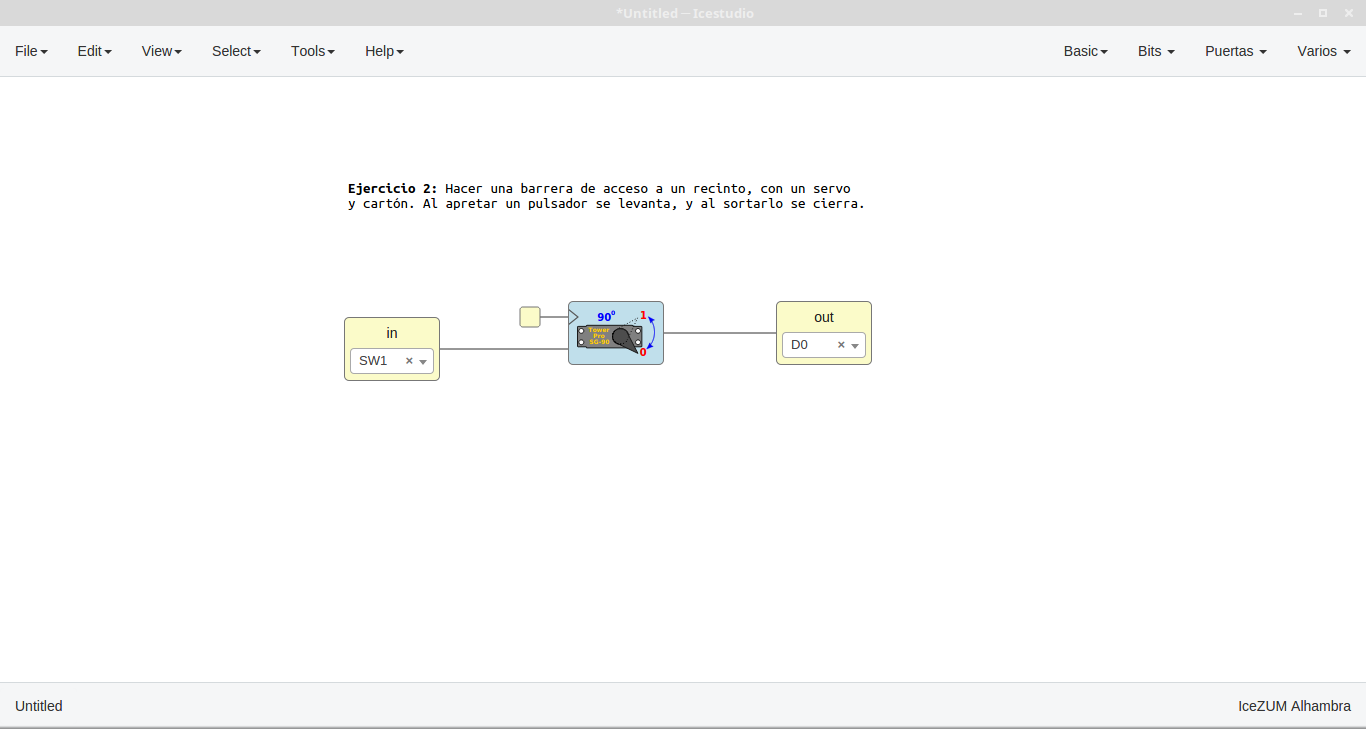 *Untitled ─ Icestudio
File Edit View Select Tools Help Basic Bits Puertas Varios
Ejercicio 2: Hacer una barrera de acceso a un recinto, con un servo
y cartón. Al apretar un pulsador se levanta, y al sortarlo se cierra.
in
SW1
90º
1
Tower
Pro
SG-90
0
out
D0
Untitled
IceZUM Alhambra